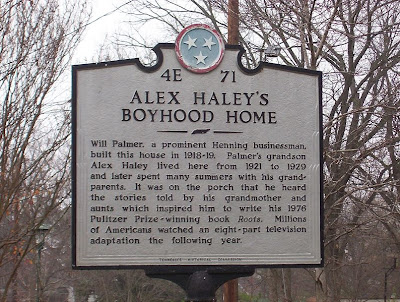 4E 71
ALEX HALEY'S
BOYHOOD HOME
Will Palmer, a prominent Henning businessman,
built this house in 1918-19. Palmer's grandson
Alex Haley lived here from 1921 to 1929
and later spent many summers with his grand-
parents. It was on the porch that he heard
the stories told by his grandmother and
aunts which inspired him to write his 1976
Pulitzer Prize-winning book Roots. Millions
of Americans watched an eight-part television
adaptation the following year.
TENNESSEE HISTORICAL COMMISSION